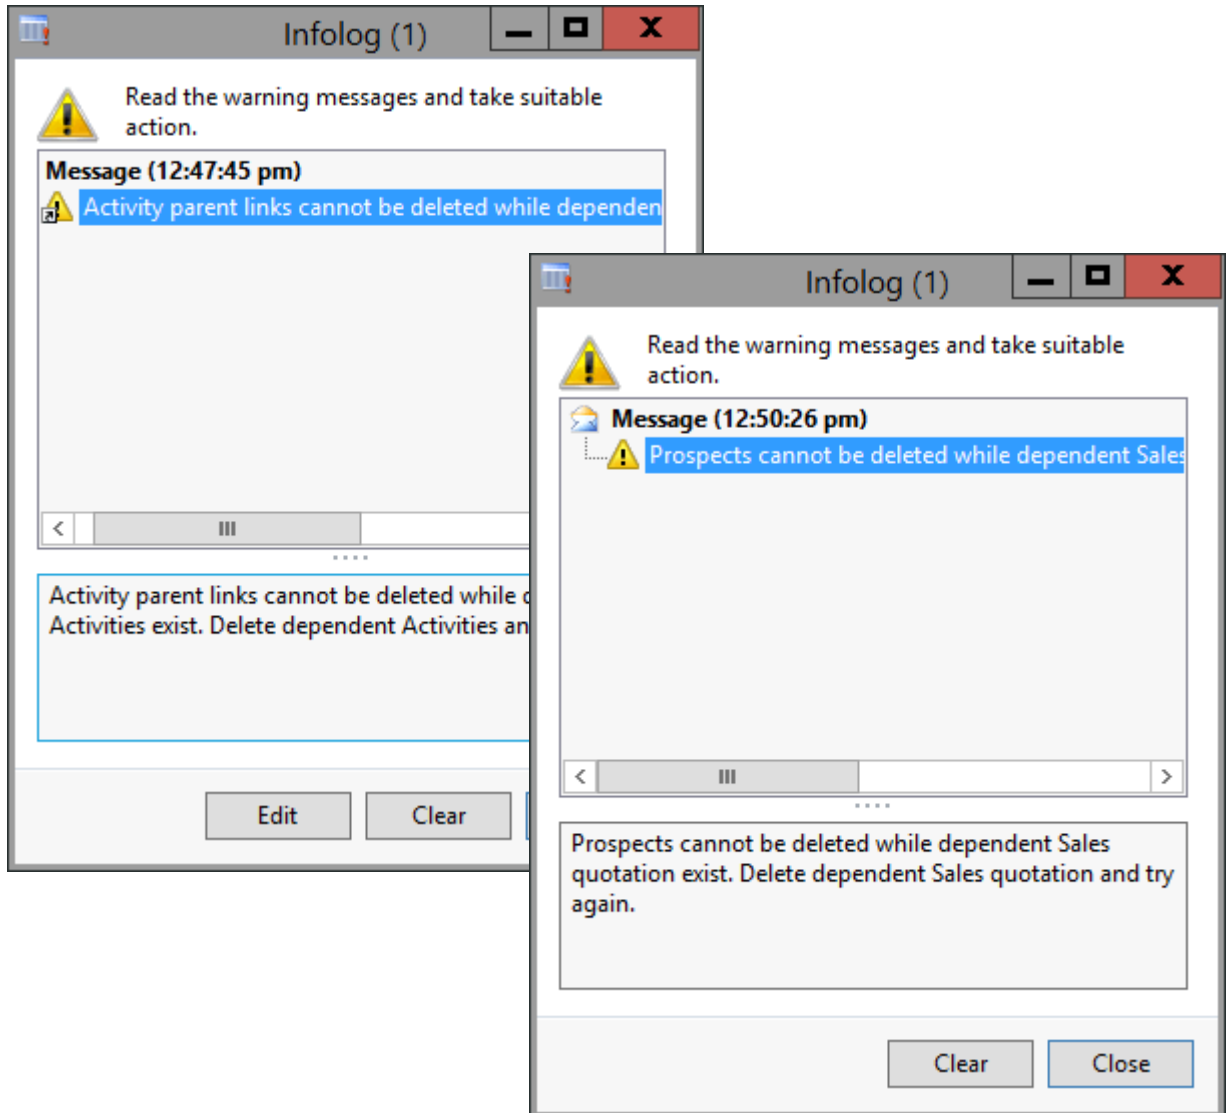 Infolog (1)
Read the warning messages and take suitable
action.
Message (12:47:45 pm)
Activity parent links cannot be deleted while dependen
Activity parent links cannot be deleted while
Activities exist. Delete dependent Activities an
Edit
Clear
Infolog (1)
Read the warning messages and take suitable
action.
Message (12:50:26 pm)
Prospects cannot be deleted while dependent Sales
Prospects cannot be deleted while dependent Sales
quotation exist. Delete dependent Sales quotation and try
again.
Clear
Close